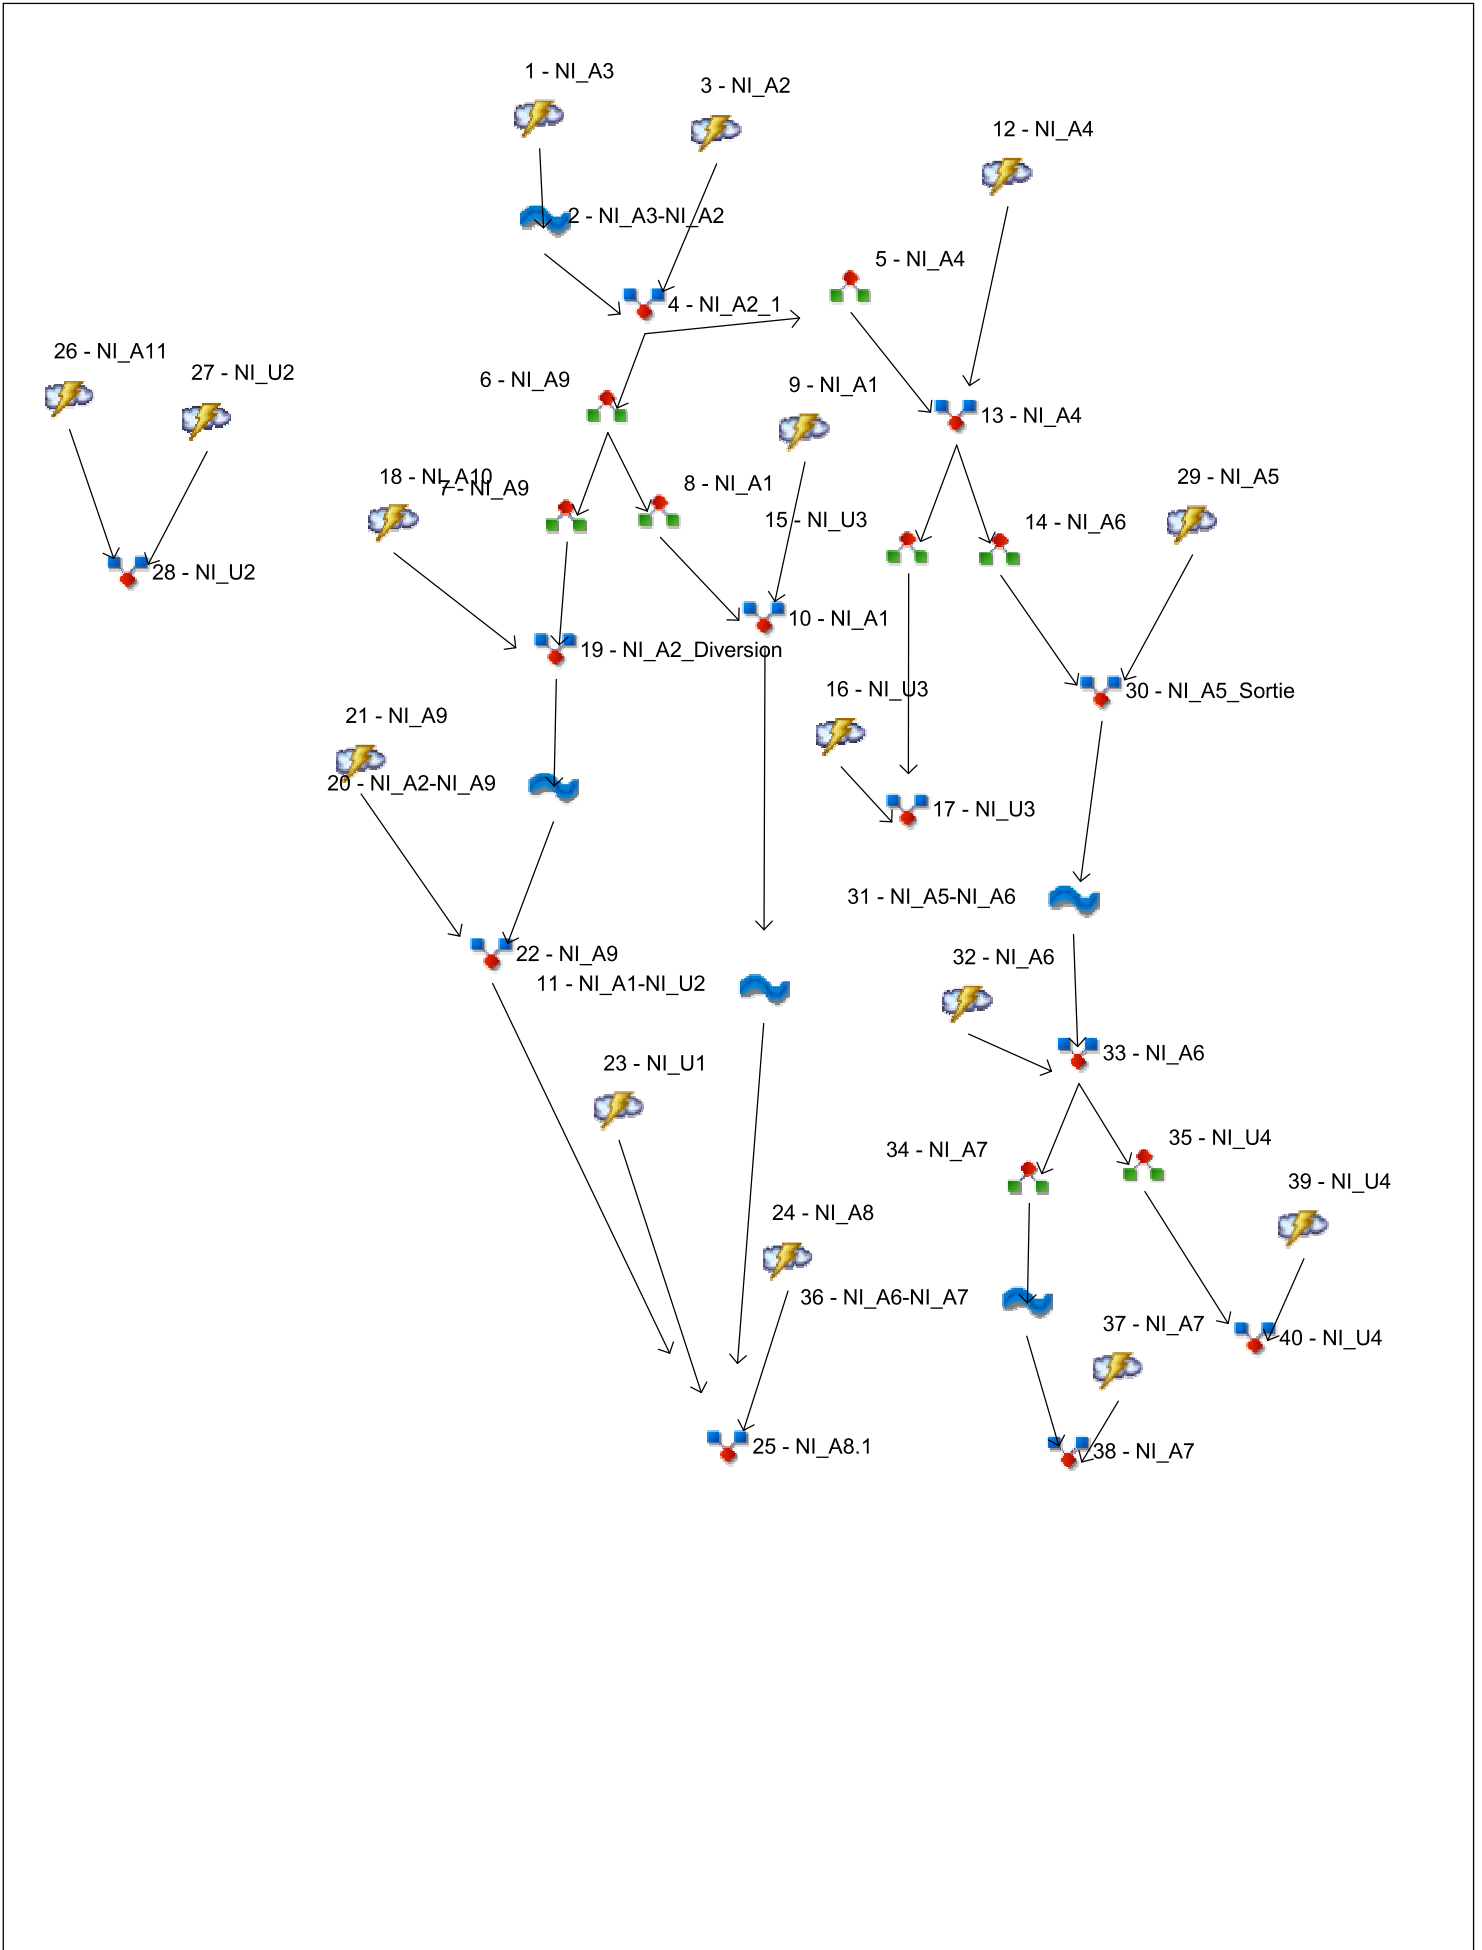 1 - NI_A3
3 - NI_A2
12 - NI_A4
2 - NI_A3-NI_A2
5 - NI_A4
4 - NI_A2_1
26 - NI_A11
27 - NI_U2
6 - NI_A9
9 - NI_A1
13 - NI_A4
18 - NI_A10
7 - NI_A9
8 - NI_A1
29 - NI_A5
15 - NI_U3
14 - NI_A6
28 - NI_U2
10 - NI_A1
19 - NI_A2_Diversion
16 - NI_U3
30 - NI_A5_Sortie
21 - NI_A9
20 - NI_A2-NI_A9
17 - NI_U3
31 - NI_A5-NI_A6
22 - NI_A9
32 - NI_A6
11 - NI_A1-NI_U2
33 - NI_A6
23 - NI_U1
35 - NI_U4
34 - NI_A7
39 - NI_U4
24 - NI_A8
36 - NI_A6-NI_A7
37 - NI_A7
40 - NI_U4
25 - NI_A8.1
38 - NI_A7